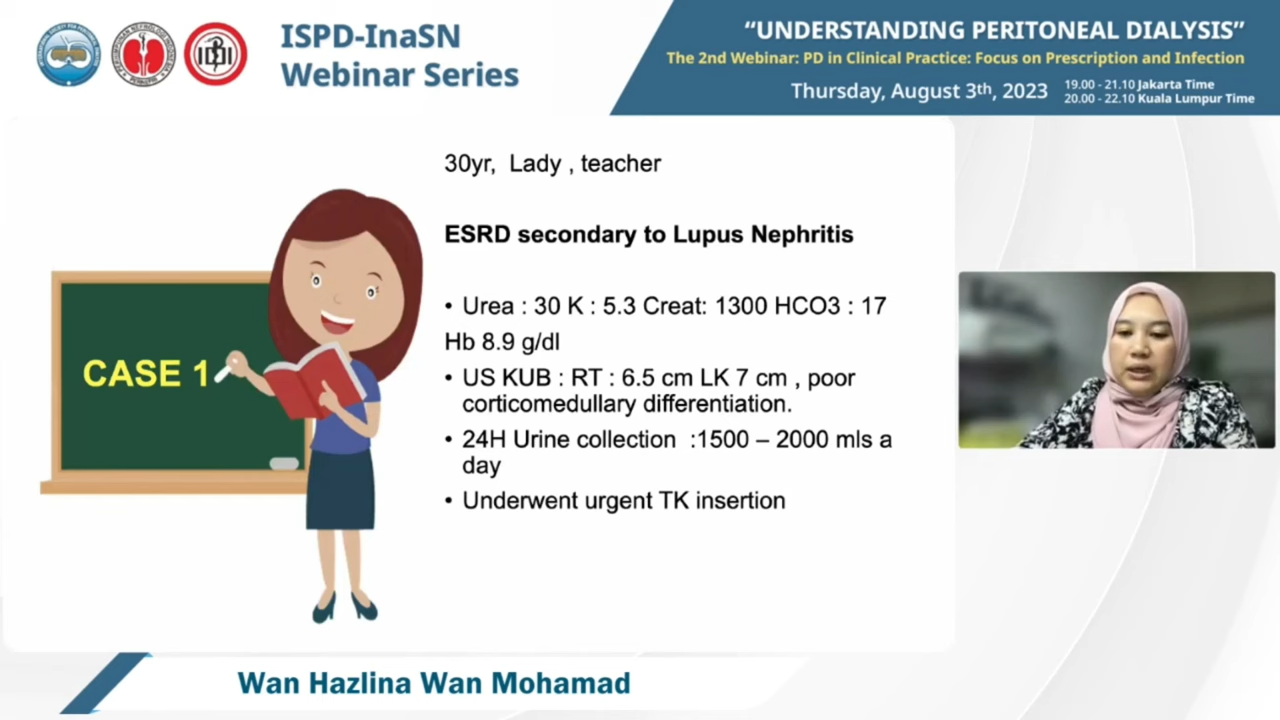 ISPD-InaSN
Webinar Series
“UNDERSTANDING PERITONEAL DIALYSIS”
The 2nd Webinar: PD in Clinical Practice: Focus on Prescription and Infection
Thursday, August 3th, 2023
19.00 - 21.10 Jakarta Time
20.00 - 22.10 Kuala Lumpur Time
30yr, Lady , teacher
ESRD secondary to Lupus Nephritis
• Urea : 30 K : 5.3 Creat: 1300 HCO3 : 17
Hb 8.9 g/dl
• US KUB : RT : 6.5 cm LK 7 cm , poor
corticomedullary differentiation.
• 24H Urine collection :1500 – 2000 mls a
day
• Underwent urgent TK insertion
CASE 1
Wan Hazlina Wan Mohamad